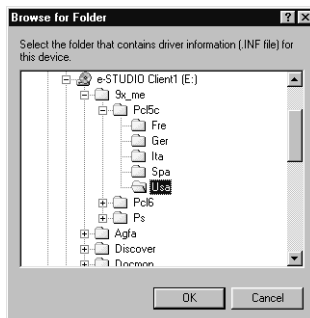 Browse for Folder
Select the folder that contains driver information (.INF file) for
this device.
e-STUDIO Client1 (E:)
9x_me
Pcl5c
Fre
Ger
Ita
Spa
Usa
Pcl6
Ps
Agfa
Discover
Docmon
OK Cancel